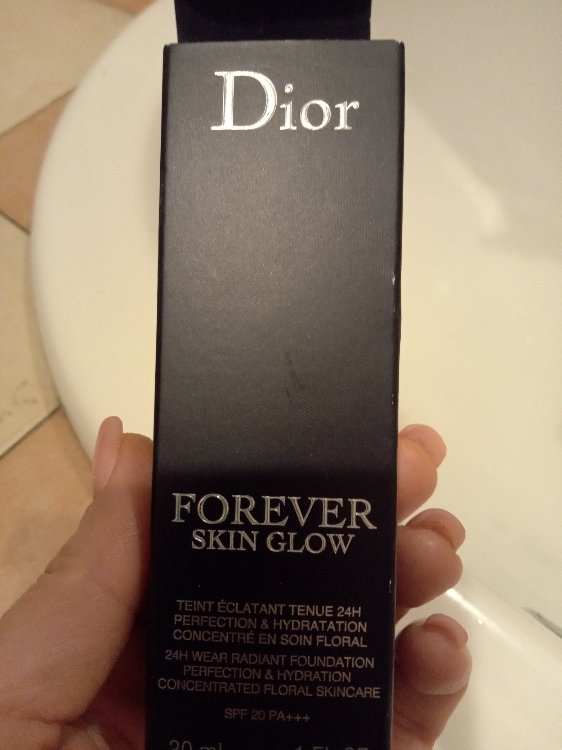 Dior
FOREVER
SKIN GLOW
TEINT ÉCLATANT TENUE 24H
PERFECTION & HYDRATATION
CONCENTRÉ EN SOIN FLORAL
24H WEAR RADIANT FOUNDATION
PERFECTION & HYDRATION
CONCENTRATED FLORAL SKINCARE
SPF 20 PA+++